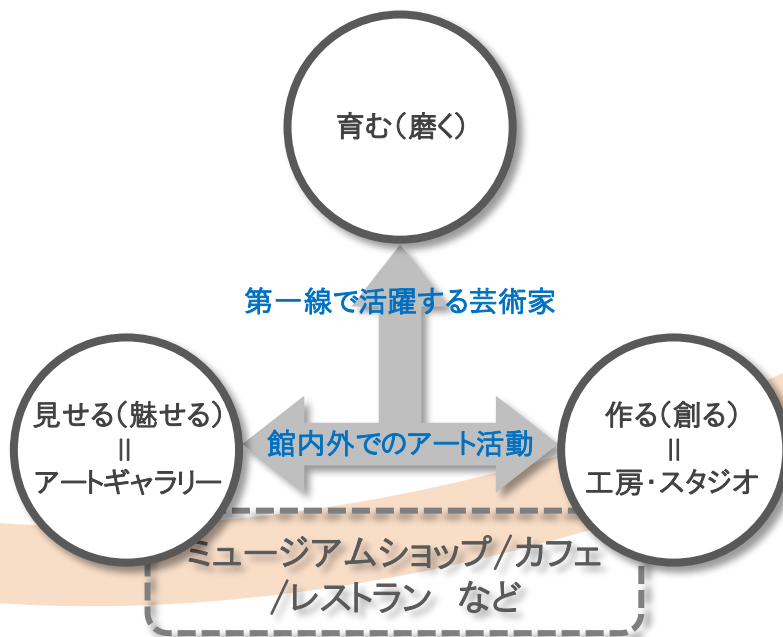 育む（磨く）
第一線で活躍する芸術家
見せる（魅せる）
＝
アートギャラリー
館内外でのアート活動
作る（創る）
＝
工房・スタジオ
ミュージアムショップ/カフェ
/レストラン　など